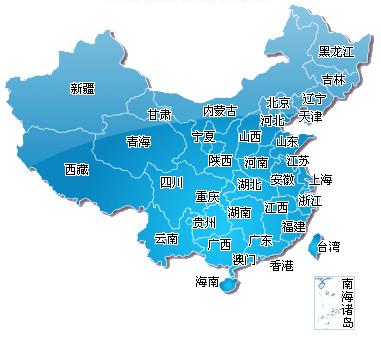 黑龙江
吉林
新疆
辽宁
北京
内蒙古
甘肃
天津
河北
宁夏
山西
山东
青海
陕西
河南
江苏
西藏
四川
安徽
上海
湖北
重庆
浙江
江西
湖南
贵州
福建
云南
广西
广东
台湾
澳门
香港
海南
南海诸岛